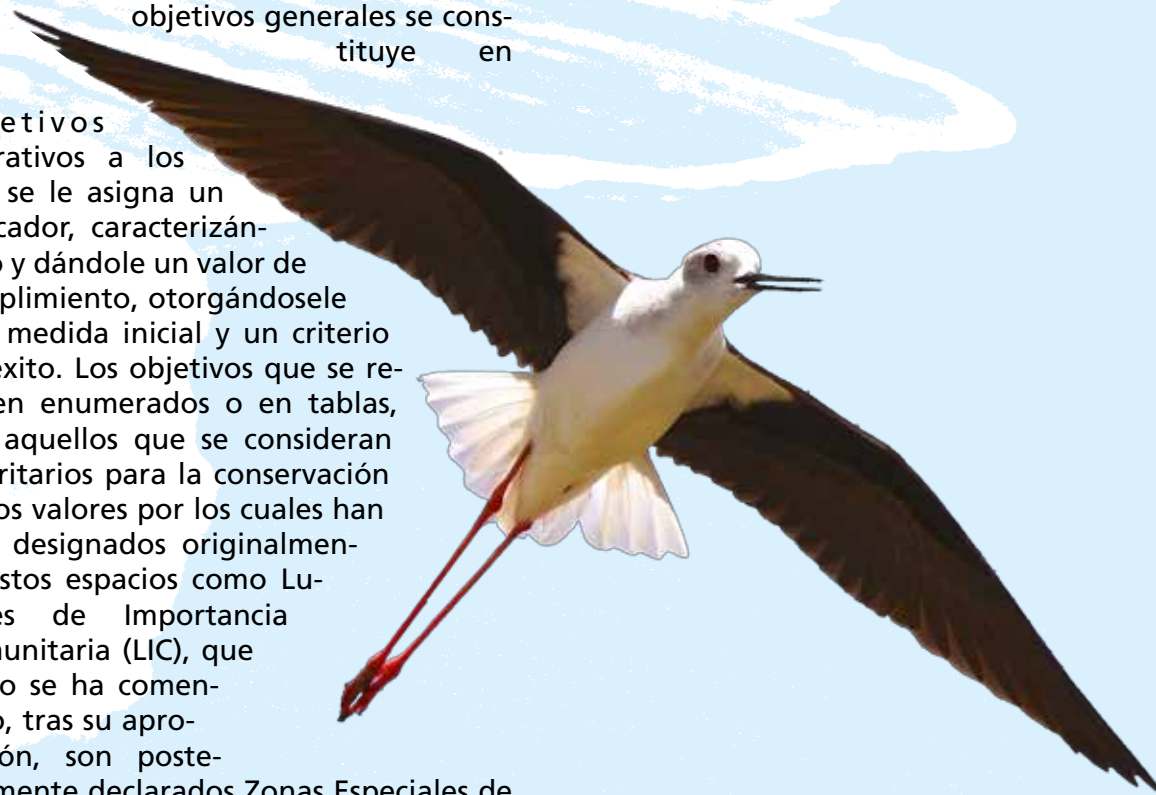 objetivos generales se cons-
tituye en
etivos
rativos a los
se le asigna un
cador, caracterizán-
o y dándole un valor de
plimiento, otorgándosele
medida inicial y un criterio
éxito. Los objetivos que se re-
en enumerados o en tablas,
aquellos que se consideran
ritarios para la conservación
os valores por los cuales han
designados originalmen-
stos espacios como Lu-
es de Importancia
unitaria (LIC), que
o se ha comen-
o, tras su apro-
ón, son poste-
mente declarados Zonas Especiales de